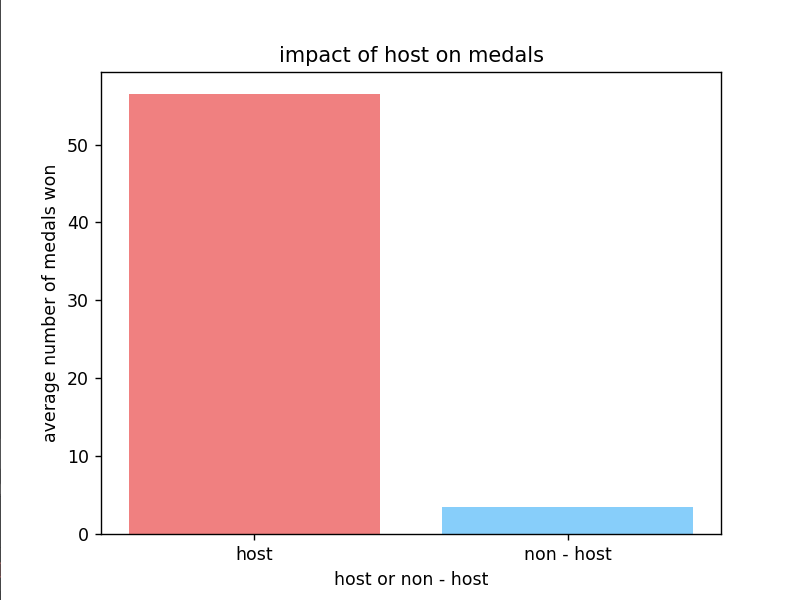 impact of host on medals
average number of medals won
50
40
30
20
10
0
host
non - host
host or non - host